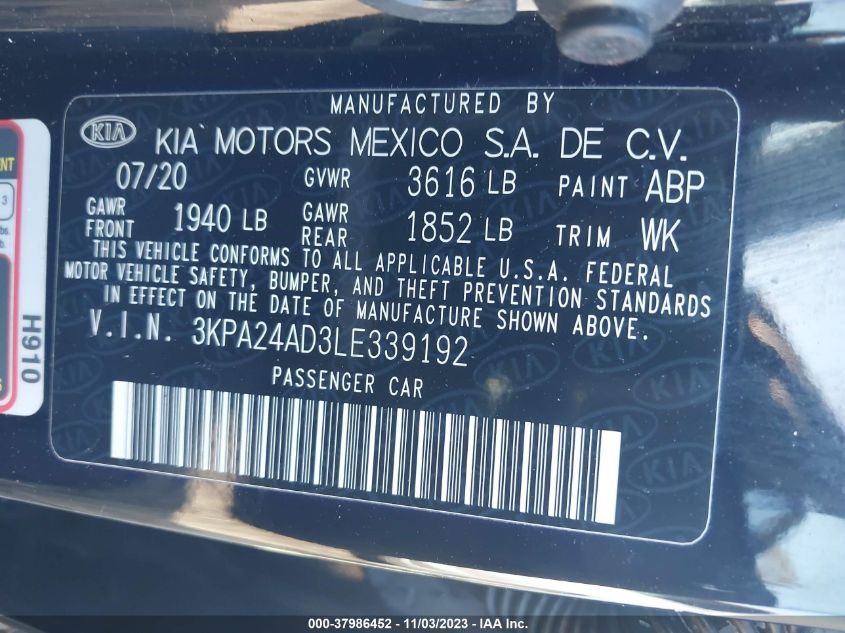 MANUFACTURED BY
KIA KIA MOTORS MEXICO S.A. DE C.V.
07/20 GVWR 3616 LB PAINT ABP
GAWR FRONT 1940 LB GAWR REAR 1852 LB TRIM WK
THIS VEHICLE CONFORMS TO ALL APPLICABLE U.S.A. FEDERAL
MOTOR VEHICLE SAFETY, BUMPER, AND THEFT PREVENTION STANDARDS
IN EFFECT ON THE DATE OF MANUFACTURE SHOWN ABOVE.
V.I.N. 3KPA24AD3LE339192
PASSENGER CAR
H910
3
000-37986452 - 11/03/2023 - IAAI.com